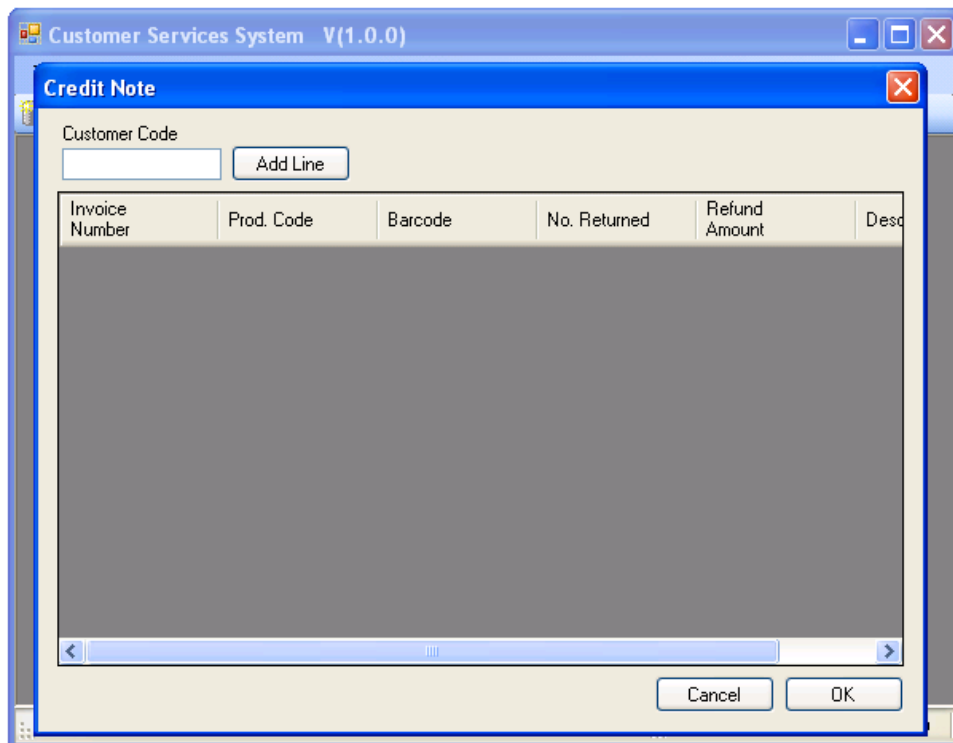 Customer Services System V(1.0.0)
Credit Note
Customer Code
Add Line
Invoice
Number
Prod. Code
Barcode
No. Returned
Refund
Amount
Desc
Cancel
OK